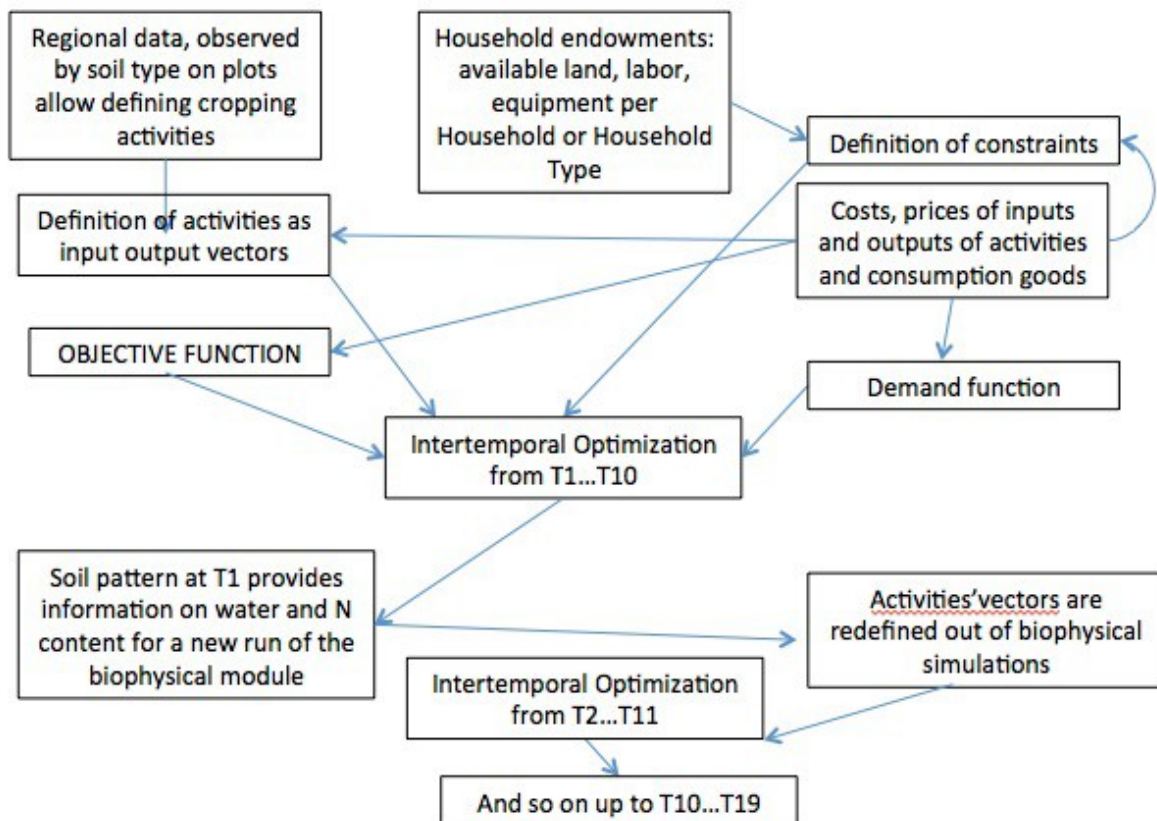 Regional data, observed
by soil type on plots
allow defining cropping
activities
Household endowments:
available land, labor,
equipment per
Household or Household
Type
Definition of constraints
Definition of activities as
input output vectors
Costs, prices of inputs
and outputs of activities
and consumption goods
OBJECTIVE FUNCTION
Demand function
Intertemporal Optimization
from T1...T10
Soil pattern at T1 provides
information on water and N
content for a new run of the
biophysical module
Activities'vectors are
redefined out of biophysical
simulations
Intertemporal Optimization
from T2...T11
And so on up to T10...T19